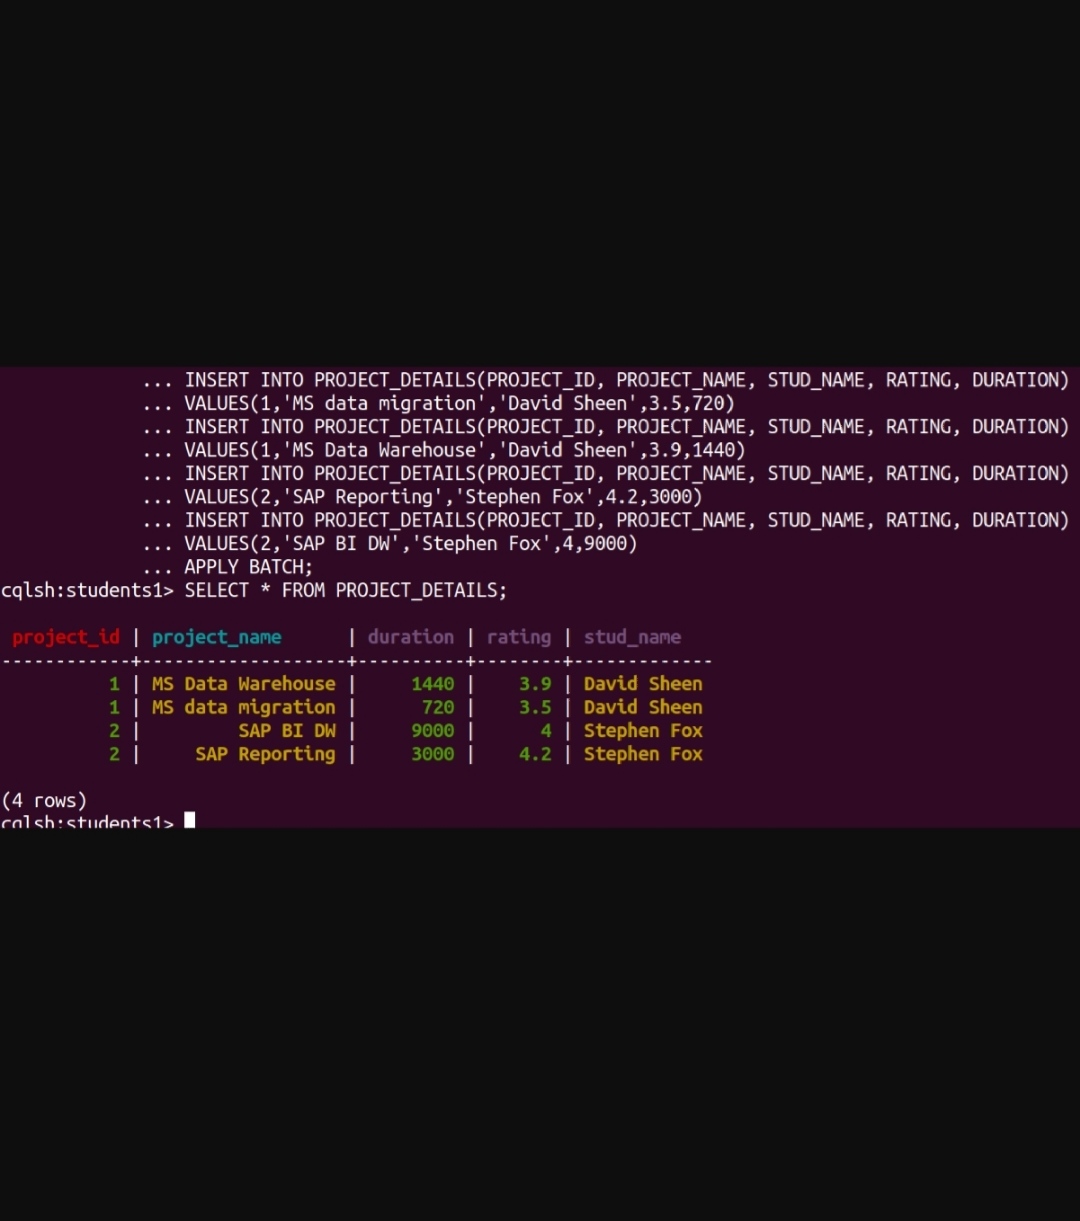 ... INSERT INTO PROJECT_DETAILS(PROJECT_ID, PROJECT_NAME, STUD_NAME, RATING, DURATION)
... VALUES(1,'MS data migration','David Sheen',3.5,720)
... INSERT INTO PROJECT_DETAILS(PROJECT_ID, PROJECT_NAME, STUD_NAME, RATING, DURATION)
... VALUES(1,'MS Data Warehouse','David Sheen',3.9,1440)
... INSERT INTO PROJECT_DETAILS(PROJECT_ID, PROJECT_NAME, STUD_NAME, RATING, DURATION)
... VALUES(2,'SAP Reporting','Stephen Fox',4.2,3000)
... INSERT INTO PROJECT_DETAILS(PROJECT_ID, PROJECT_NAME, STUD_NAME, RATING, DURATION)
... VALUES(2,'SAP BI DW','Stephen Fox',4,9000)
... APPLY BATCH;
cqlsh:students1> SELECT * FROM PROJECT_DETAILS;
project_id | project_name | duration | rating | stud_name
------------+-------------------+----------+--------+-------------
1 | MS Data Warehouse | 1440 | 3.9 | David Sheen
1 | MS data migration | 720 | 3.5 | David Sheen
2 | SAP BI DW | 9000 | 4 | Stephen Fox
2 | SAP Reporting | 3000 | 4.2 | Stephen Fox
(4 rows)
cqlsh:students1>